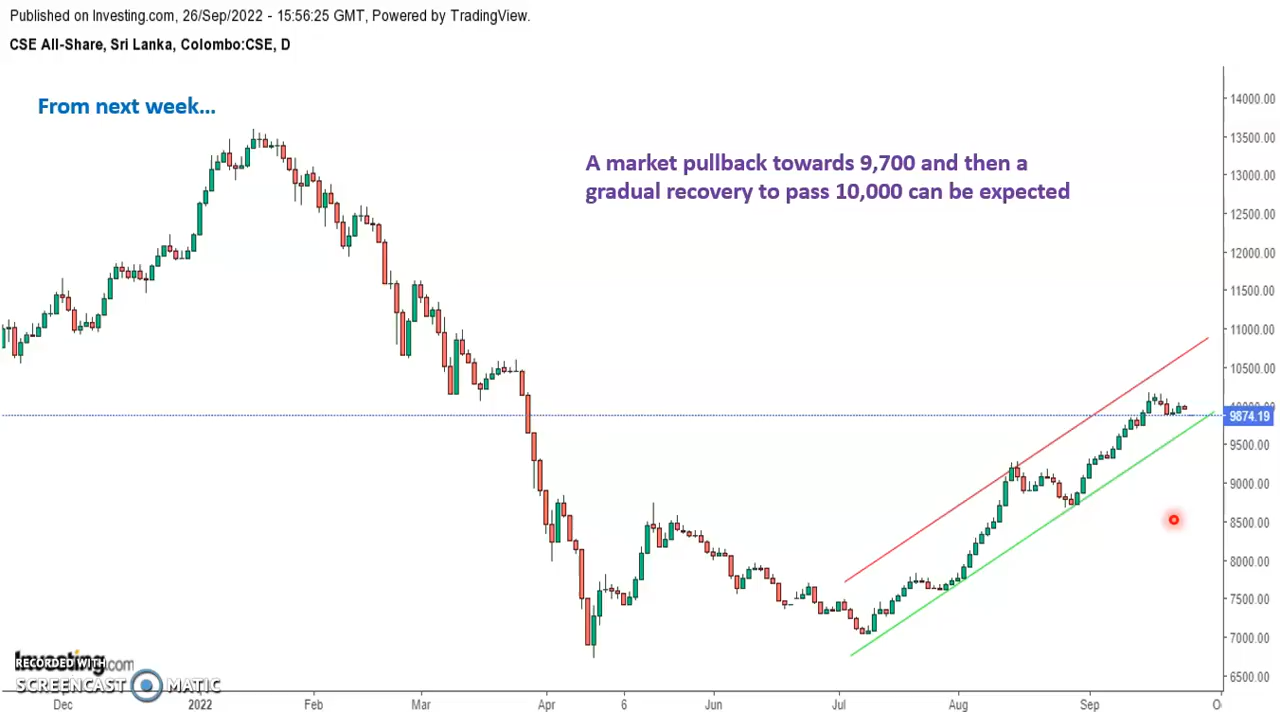 Published on Investing.com, 26/Sep/2022 - 15:56:25 GMT, Powered by TradingView.
CSE All-Share, Sri Lanka, Colombo:CSE, D
From next week...
A market pullback towards 9,700 and then a
gradual recovery to pass 10,000 can be expected
14000.00
13500.00
13000.00
12500.00
12000.00
11500.00
11000.00
10500.00
10000.00
9874.19
9500.00
9000.00
8500.00
8000.00
7500.00
7000.00
6500.00
Investing.com
RECORDED WITH
SCREENCAST MATIC
Dec 2022 Feb Mar Apr 6 Jun Jul Aug Sep O